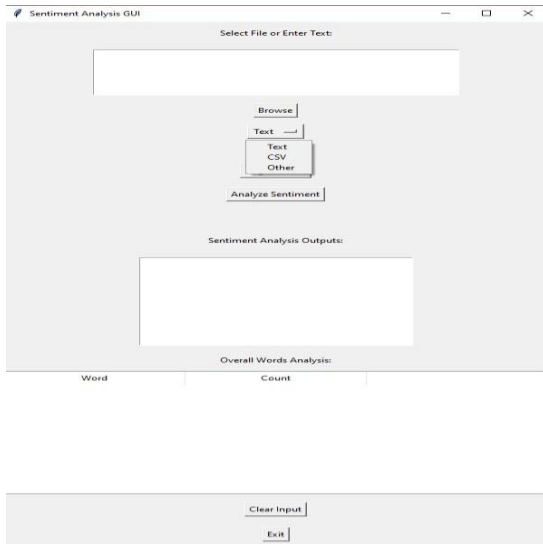 Sentiment Analysis GUI
Select File or Enter Text:
Browse
Text
Text
CSV
Other
Analyze Sentiment
Sentiment Analysis Outputs:
Overall Words Analysis:
Word Count
Clear Input
Exit